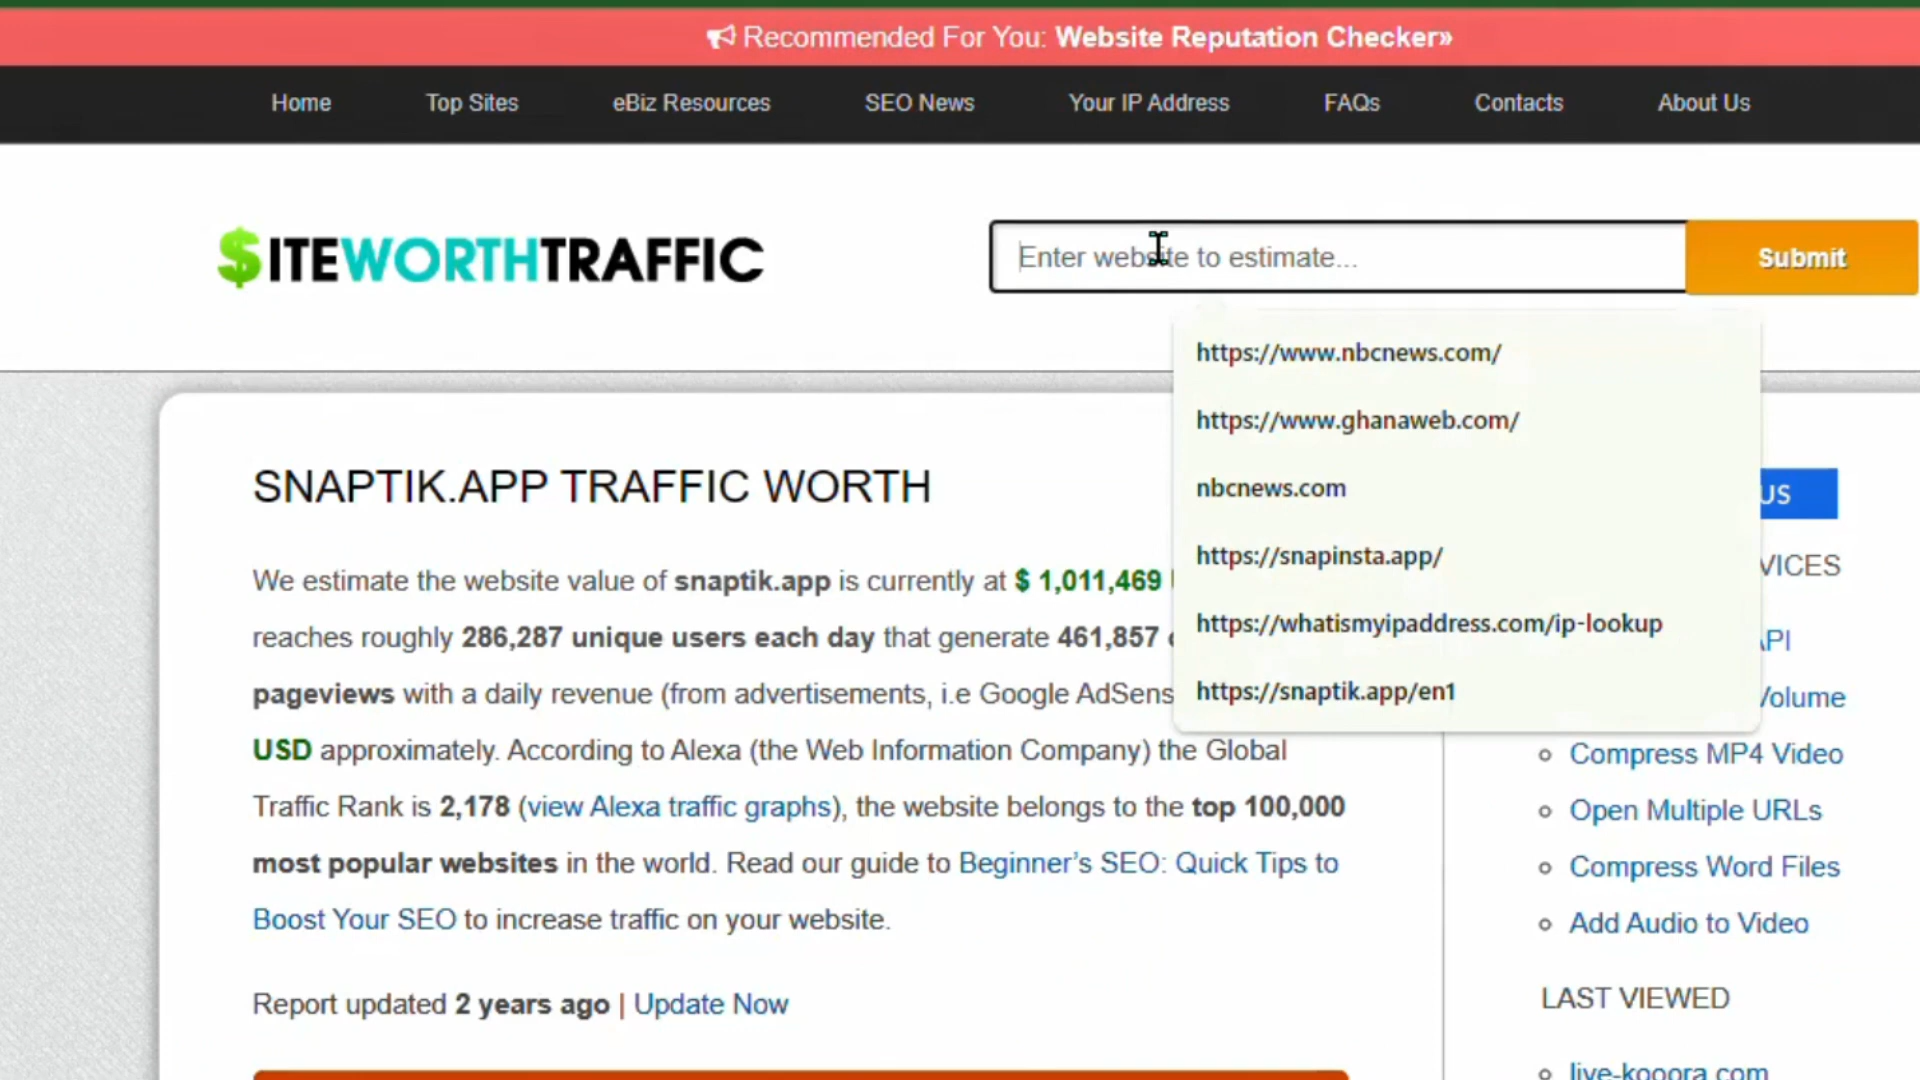 Recommended For You: Website Reputation Checker»
Home Top Sites eBiz Resources SEO News Your IP Address FAQs Contacts About Us
$ITEWORTHTRAFFIC
Enter website to estimate...
Submit
https://www.nbcnews.com/
https://www.ghanaweb.com/
nbcnews.com
https://snapinsta.app/
https://whatismyipaddress.com/ip-lookup
https://snaptik.app/en1
SNAPTIK.APP TRAFFIC WORTH
We estimate the website value of snaptik.app is currently at $ 1,011,469
reaches roughly 286,287 unique users each day that generate 461,857
pageviews with a daily revenue (from advertisements, i.e Google AdSens
USD approximately. According to Alexa (the Web Information Company) the Global
Traffic Rank is 2,178 (view Alexa traffic graphs), the website belongs to the top 100,000
most popular websites in the world. Read our guide to Beginner's SEO: Quick Tips to
Boost Your SEO to increase traffic on your website.
Report updated 2 years ago | Update Now
US
VICES
API
Volume
Compress MP4 Video
Open Multiple URLs
Compress Word Files
Add Audio to Video
LAST VIEWED
live-kooora.com